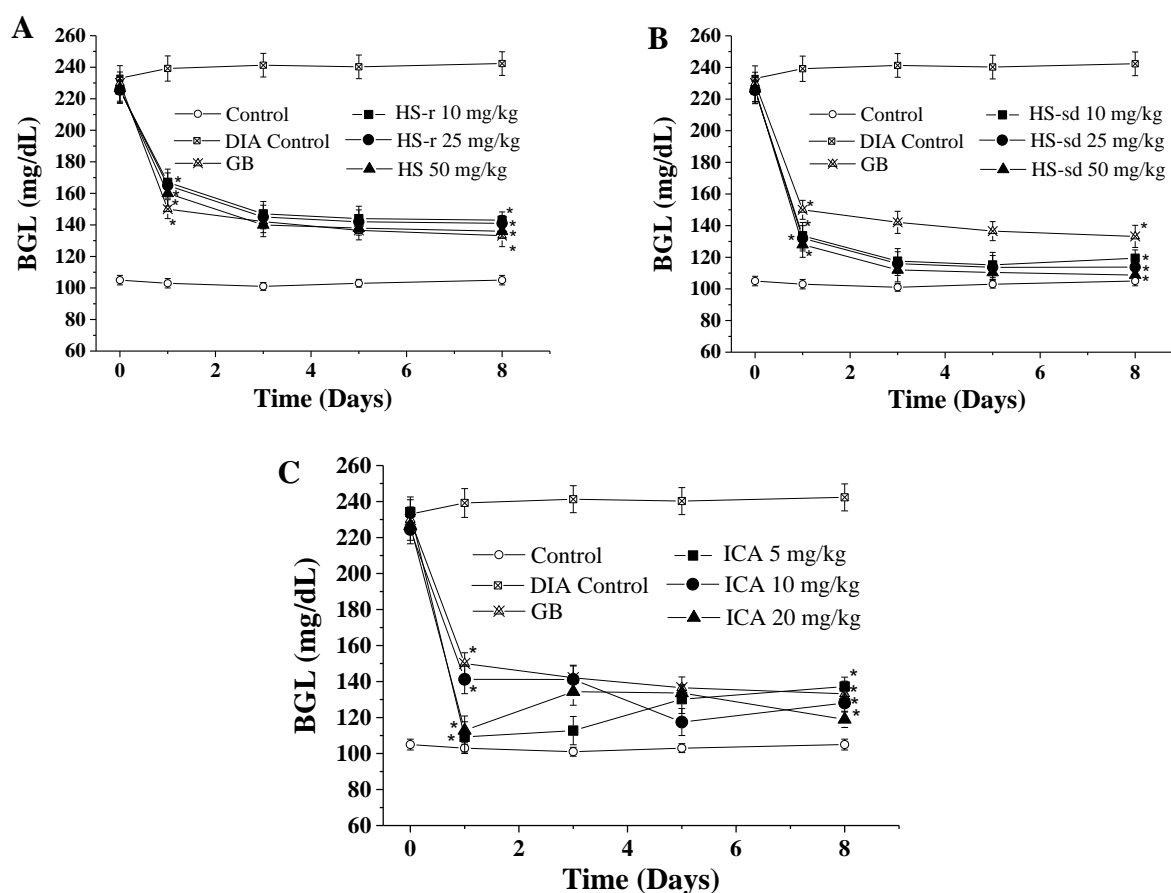 A
260
240
220
200
180
160
140
120
100
80
60
BGL (mg/dL)
Control
DIA Control
GB
HS-r 10 mg/kg
HS-r 25 mg/kg
HS 50 mg/kg
* * * *
* * * *
0 2 4 6 8
Time (Days)
B
260
240
220
200
180
160
140
120
100
80
60
BGL (mg/dL)
Control
DIA Control
GB
HS-sd 10 mg/kg
HS-sd 25 mg/kg
HS-sd 50 mg/kg
* * * *
* * * *
0 2 4 6 8
Time (Days)
C
260
240
220
200
180
160
140
120
100
80
60
BGL (mg/dL)
Control
DIA Control
GB
ICA 5 mg/kg
ICA 10 mg/kg
ICA 20 mg/kg
* * * *
* * * *
0 2 4 6 8
Time (Days)